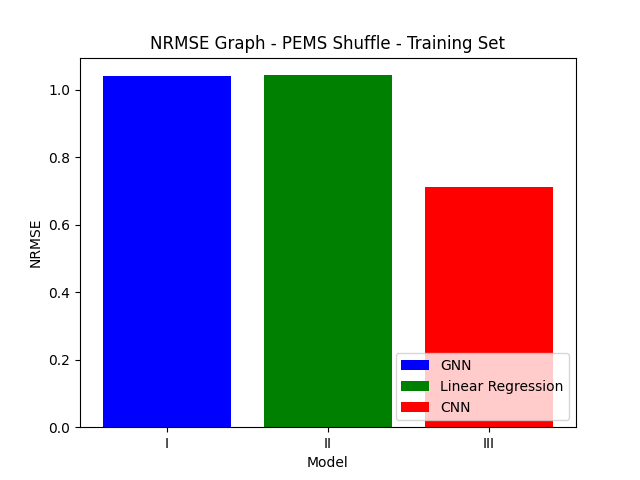 NRMSE Graph - PEMS Shuffle - Training Set
NRMSE
1.0
0.8
0.6
0.4
0.2
0.0
GNN
Linear Regression
CNN
I
II
III
Model